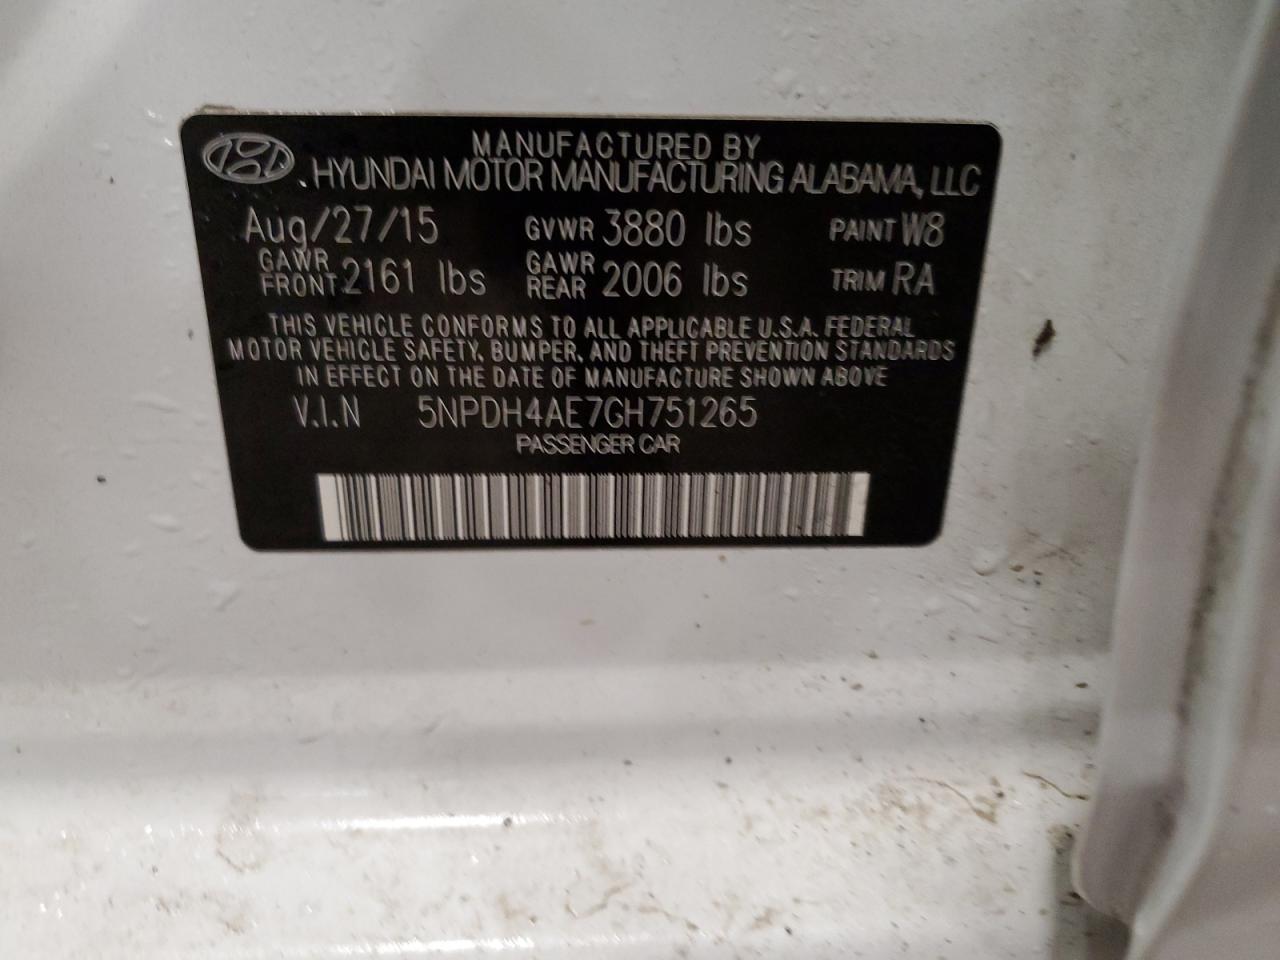 MANUFACTURED BY
HYUNDAI MOTOR MANUFACTURING ALABAMA, LLC
Aug/27/15 GVWR 3880 lbs PAINT W8
GAWR FRONT 2161 lbs GAWR REAR 2006 lbs TRIM RA
THIS VEHICLE CONFORMS TO ALL APPLICABLE U.S.A. FEDERAL
MOTOR VEHICLE SAFETY, BUMPER, AND THEFT PREVENTION STANDARDS
IN EFFECT ON THE DATE OF MANUFACTURE SHOWN ABOVE
V.I.N 5NPDH4AE7GH751265
PASSENGER CAR